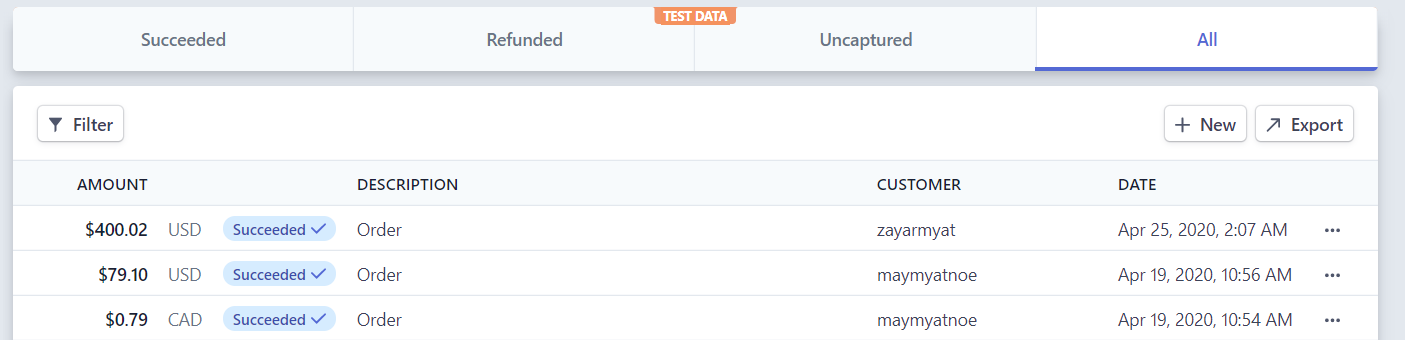 TEST DATA
Succeeded Refunded Uncaptured All
Filter New Export
AMOUNT DESCRIPTION CUSTOMER DATE
$400.02 USD Succeeded Order zayarmyat Apr 25, 2020, 2:07 AM
$79.10 USD Succeeded Order maymyatnoe Apr 19, 2020, 10:56 AM
$0.79 CAD Succeeded Order maymyatnoe Apr 19, 2020, 10:54 AM